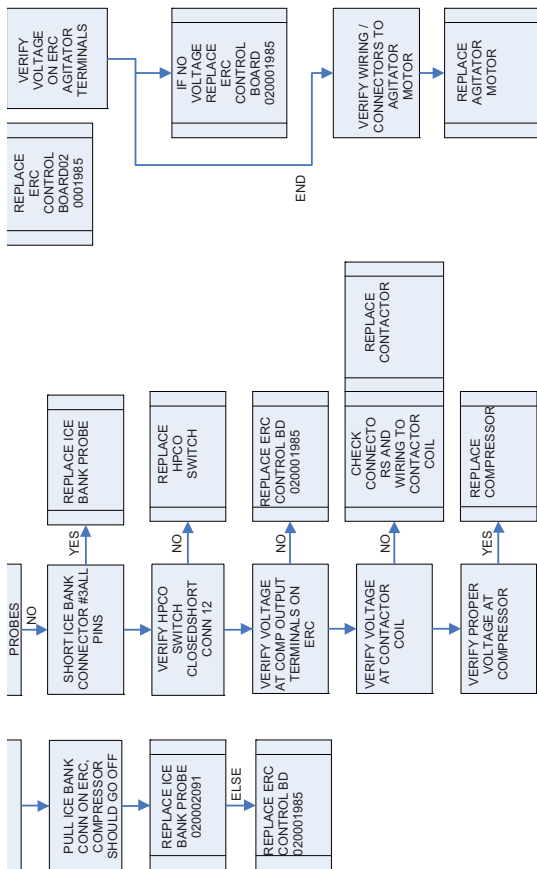 VERIFY
VOLTAGE
ON ERC
AGITATOR
TERMINALS
REPLACE
ERC
CONTROL
BOARD02
0001985
IF NO
VOLTAGE
REPLACE
ERC
CONTROL
BOARD
020001985
END
VERIFY WIRING /
CONNECTORS TO
AGITATOR
MOTOR
REPLACE
AGITATOR
MOTOR
PROBES
NO
SHORT ICE BANK
CONNECTOR #3ALL
PINS
YES
REPLACE ICE
BANK PROBE
VERIFY HPCO
SWITCH
CLOSEDSHORT
CONN 12
NO
REPLACE
HPCO
SWITCH
VERIFY VOLTAGE
AT COMP OUTPUT
TERMINALS ON
ERC
NO
REPLACE ERC
CONTROL BD
020001985
VERIFY VOLTAGE
AT CONTACTOR
COIL
NO
CHECK
CONNECTO
RS AND
WIRING TO
CONTACTOR
COIL
REPLACE
CONTACTOR
VERIFY PROPER
VOLTAGE AT
COMPRESSOR
YES
REPLACE
COMPRESSOR
PULL ICE BANK
CONN ON ERC,
COMPRESSOR
SHOULD GO OFF
REPLACE ICE
BANK PROBE
020002091
ELSE
REPLACE ERC
CONTROL BD
020001985